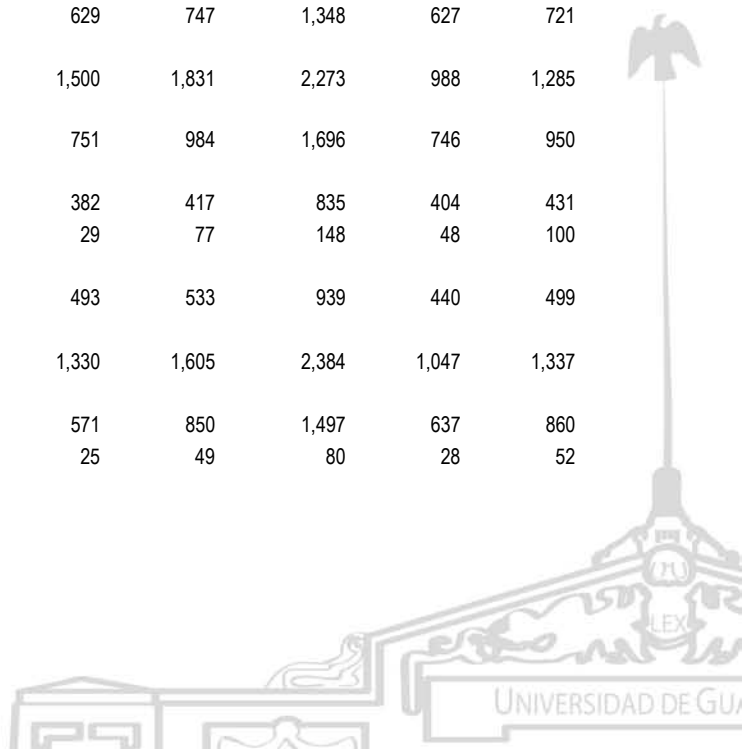 629 747 1,348 627 721
1,500 1,831 2,273 988 1,285
751 984 1,696 746 950
382 417 835 404 431
29 77 148 48 100
493 533 939 440 499
1,330 1,605 2,384 1,047 1,337
571 850 1,497 637 860
25 49 80 28 52
LEX
UNIVERSIDAD DE GUA